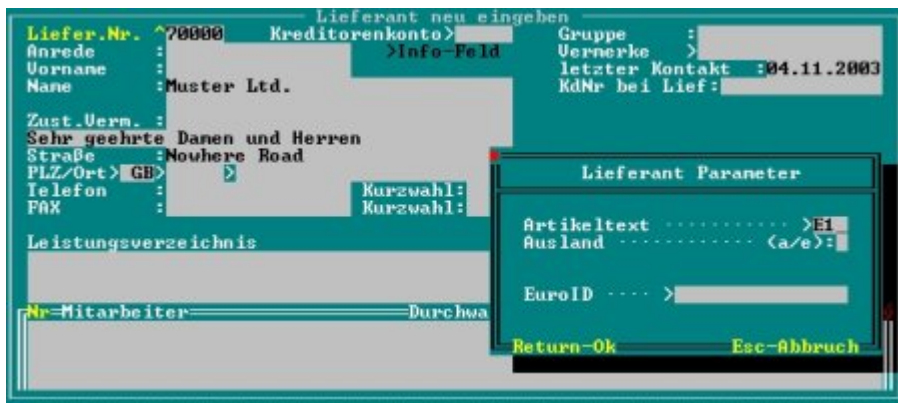 Lieferant neu eingeben
Liefer.Nr. ^70000 Kreditorenkonto> Gruppe :
Anrede : >Info-Feld Vermerke >
Vorname : letzter Kontakt :04.11.2003
Name :Muster Ltd. KdNr bei Lief:
Zust.Verm. :
Sehr geehrte Damen und Herren
Straße :Nowhere Road
PLZ/Ort> GB> >
Telefon : Kurzwahl:
FAX : Kurzwahl:
Leistungsverzeichnis
Nr=Mitarbeiter Durchwa
Lieferant Parameter
Artikeltext ··········· >E1
Ausland ············· (a/e):
EuroID ···· >
Return-Ok Esc-Abbruch